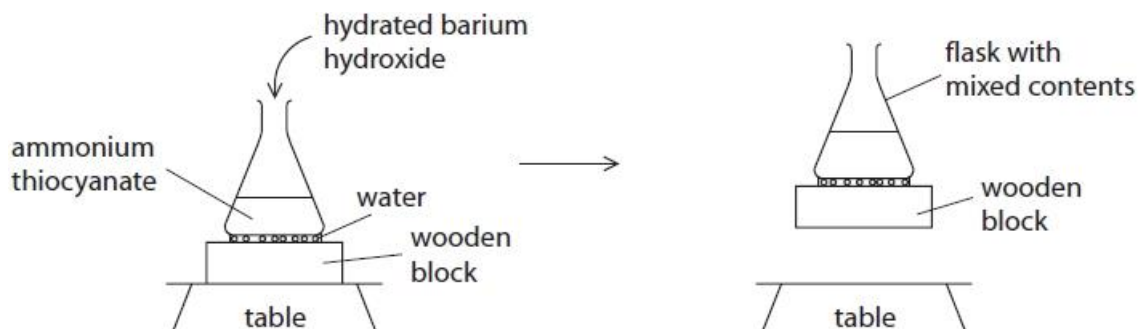 hydrated barium
hydroxide
ammonium
thiocyanate
water
wooden
block
table
flask with
mixed contents
wooden
block
table